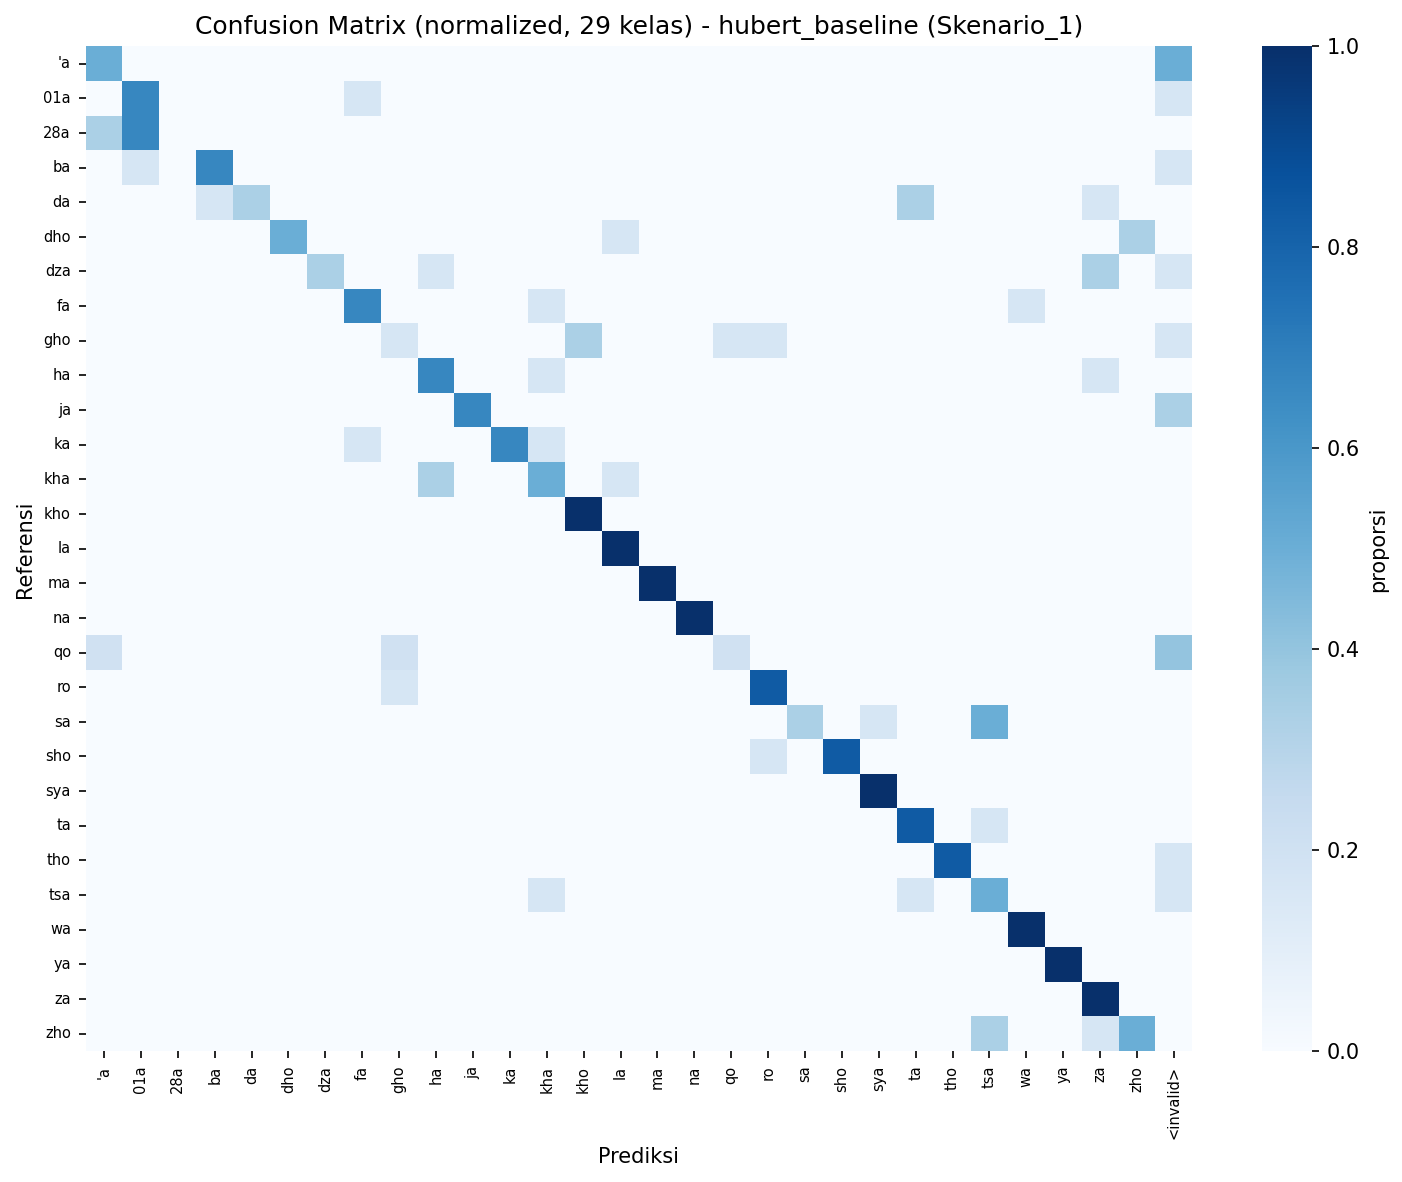 Confusion Matrix (normalized, 29 kelas) - hubert_baseline (Skenario_1)
Referensi
'a
01a
28a
ba
da
dho
dza
fa
gho
ha
ja
ka
kha
kho
la
ma
na
qo
ro
sa
sho
sya
ta
tho
tsa
wa
ya
za
zho
'a 01a 28a ba da dho dza fa gho ha ja ka kha kho la ma na qo ro sa sho sya ta tho tsa wa ya za zho <invalid>
Prediksi
1.0
0.8
0.6
0.4
0.2
0.0
proporsi